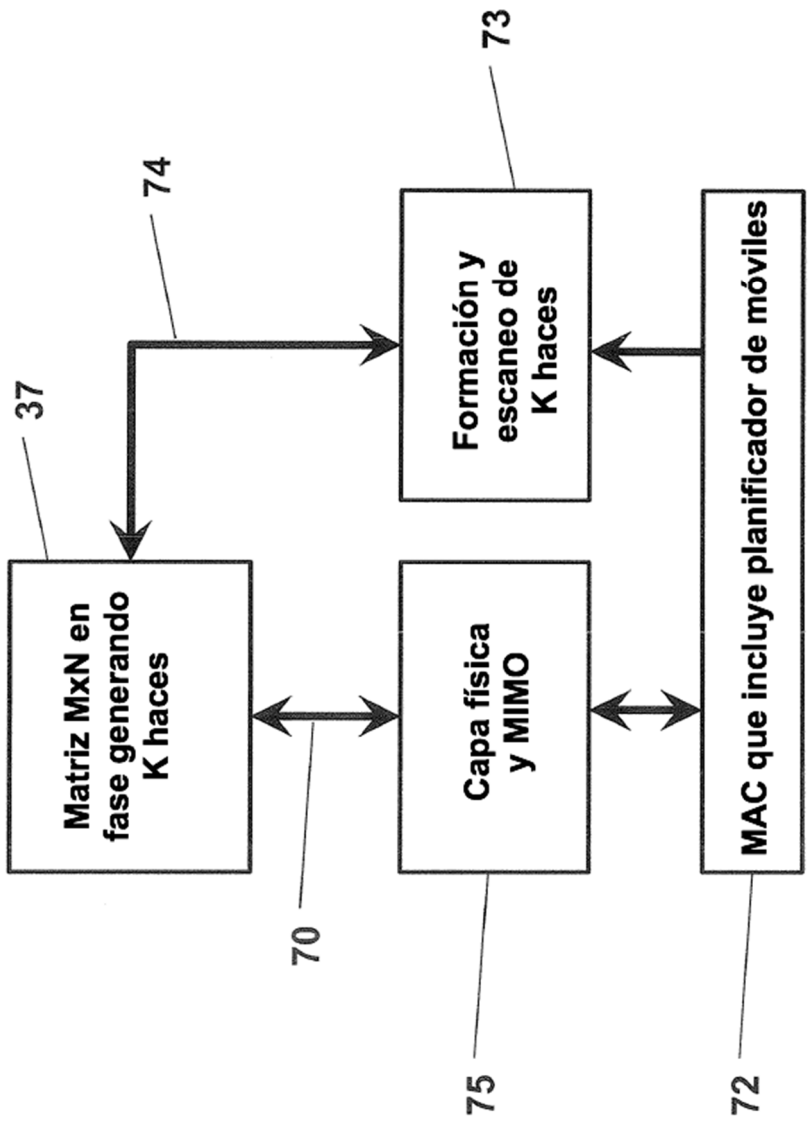 37
Matriz MxN en
fase generando
K haces
74
70
75
Capa física
y MIMO
Formación y
escaneo de
K haces
73
72
MAC que incluye planificador de móviles